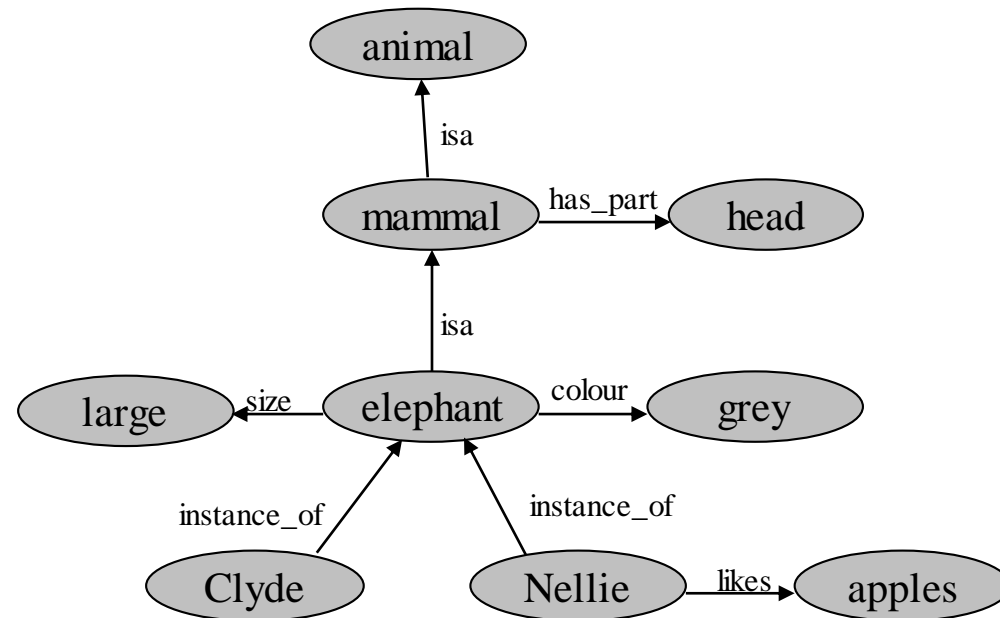 animal
isa
mammal
has_part
head
isa
large
size
elephant
colour
grey
instance_of
instance_of
Clyde
Nellie
likes
apples